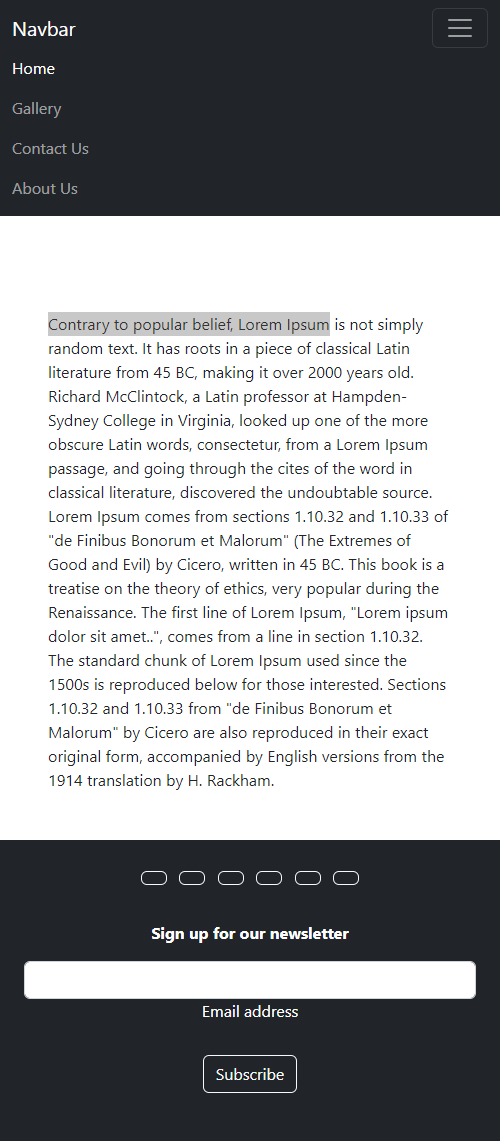 Navbar
Home
Gallery
Contact Us
About Us
Contrary to popular belief, Lorem Ipsum is not simply
random text. It has roots in a piece of classical Latin
literature from 45 BC, making it over 2000 years old.
Richard McClintock, a Latin professor at Hampden-
Sydney College in Virginia, looked up one of the more
obscure Latin words, consectetur, from a Lorem Ipsum
passage, and going through the cites of the word in
classical literature, discovered the undoubtable source.
Lorem Ipsum comes from sections 1.10.32 and 1.10.33 of
"de Finibus Bonorum et Malorum" (The Extremes of
Good and Evil) by Cicero, written in 45 BC. This book is a
treatise on the theory of ethics, very popular during the
Renaissance. The first line of Lorem Ipsum, "Lorem ipsum
dolor sit amet..", comes from a line in section 1.10.32.
The standard chunk of Lorem Ipsum used since the
1500s is reproduced below for those interested. Sections
1.10.32 and 1.10.33 from "de Finibus Bonorum et
Malorum" by Cicero are also reproduced in their exact
original form, accompanied by English versions from the
1914 translation by H. Rackham.
Sign up for our newsletter
Email address
Subscribe